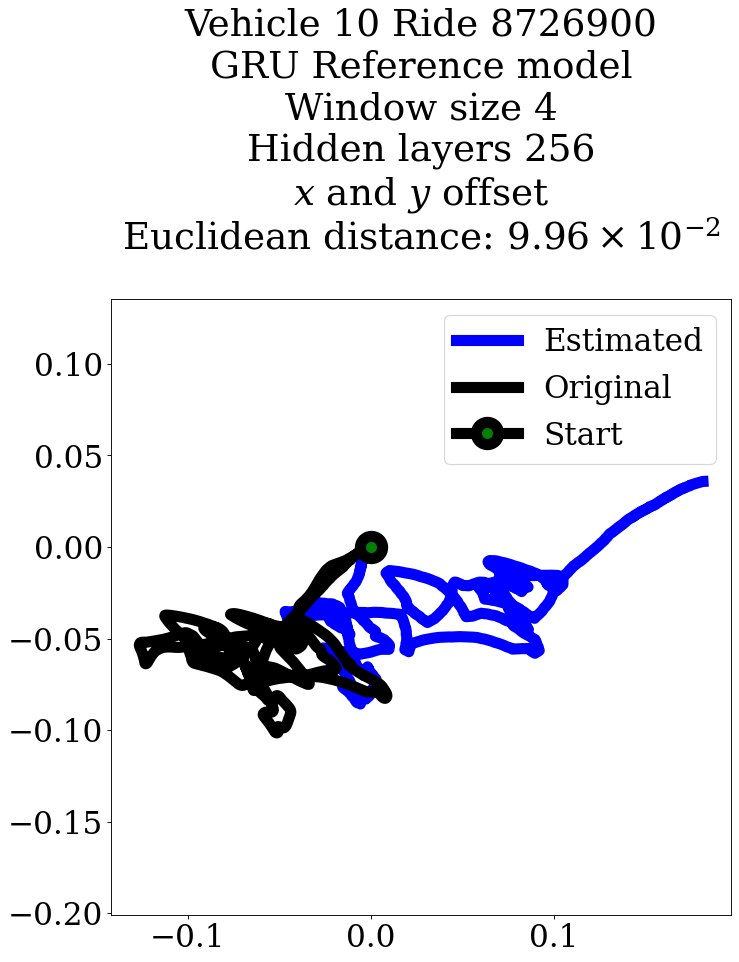 Vehicle 10 Ride 8726900
GRU Reference model
Window size 4
Hidden layers 256
x and y offset
Euclidean distance: 9.96 × 10⁻²
Estimated
Original
Start
0.10
0.05
0.00
−0.05
−0.10
−0.15
−0.20
−0.1 0.0 0.1